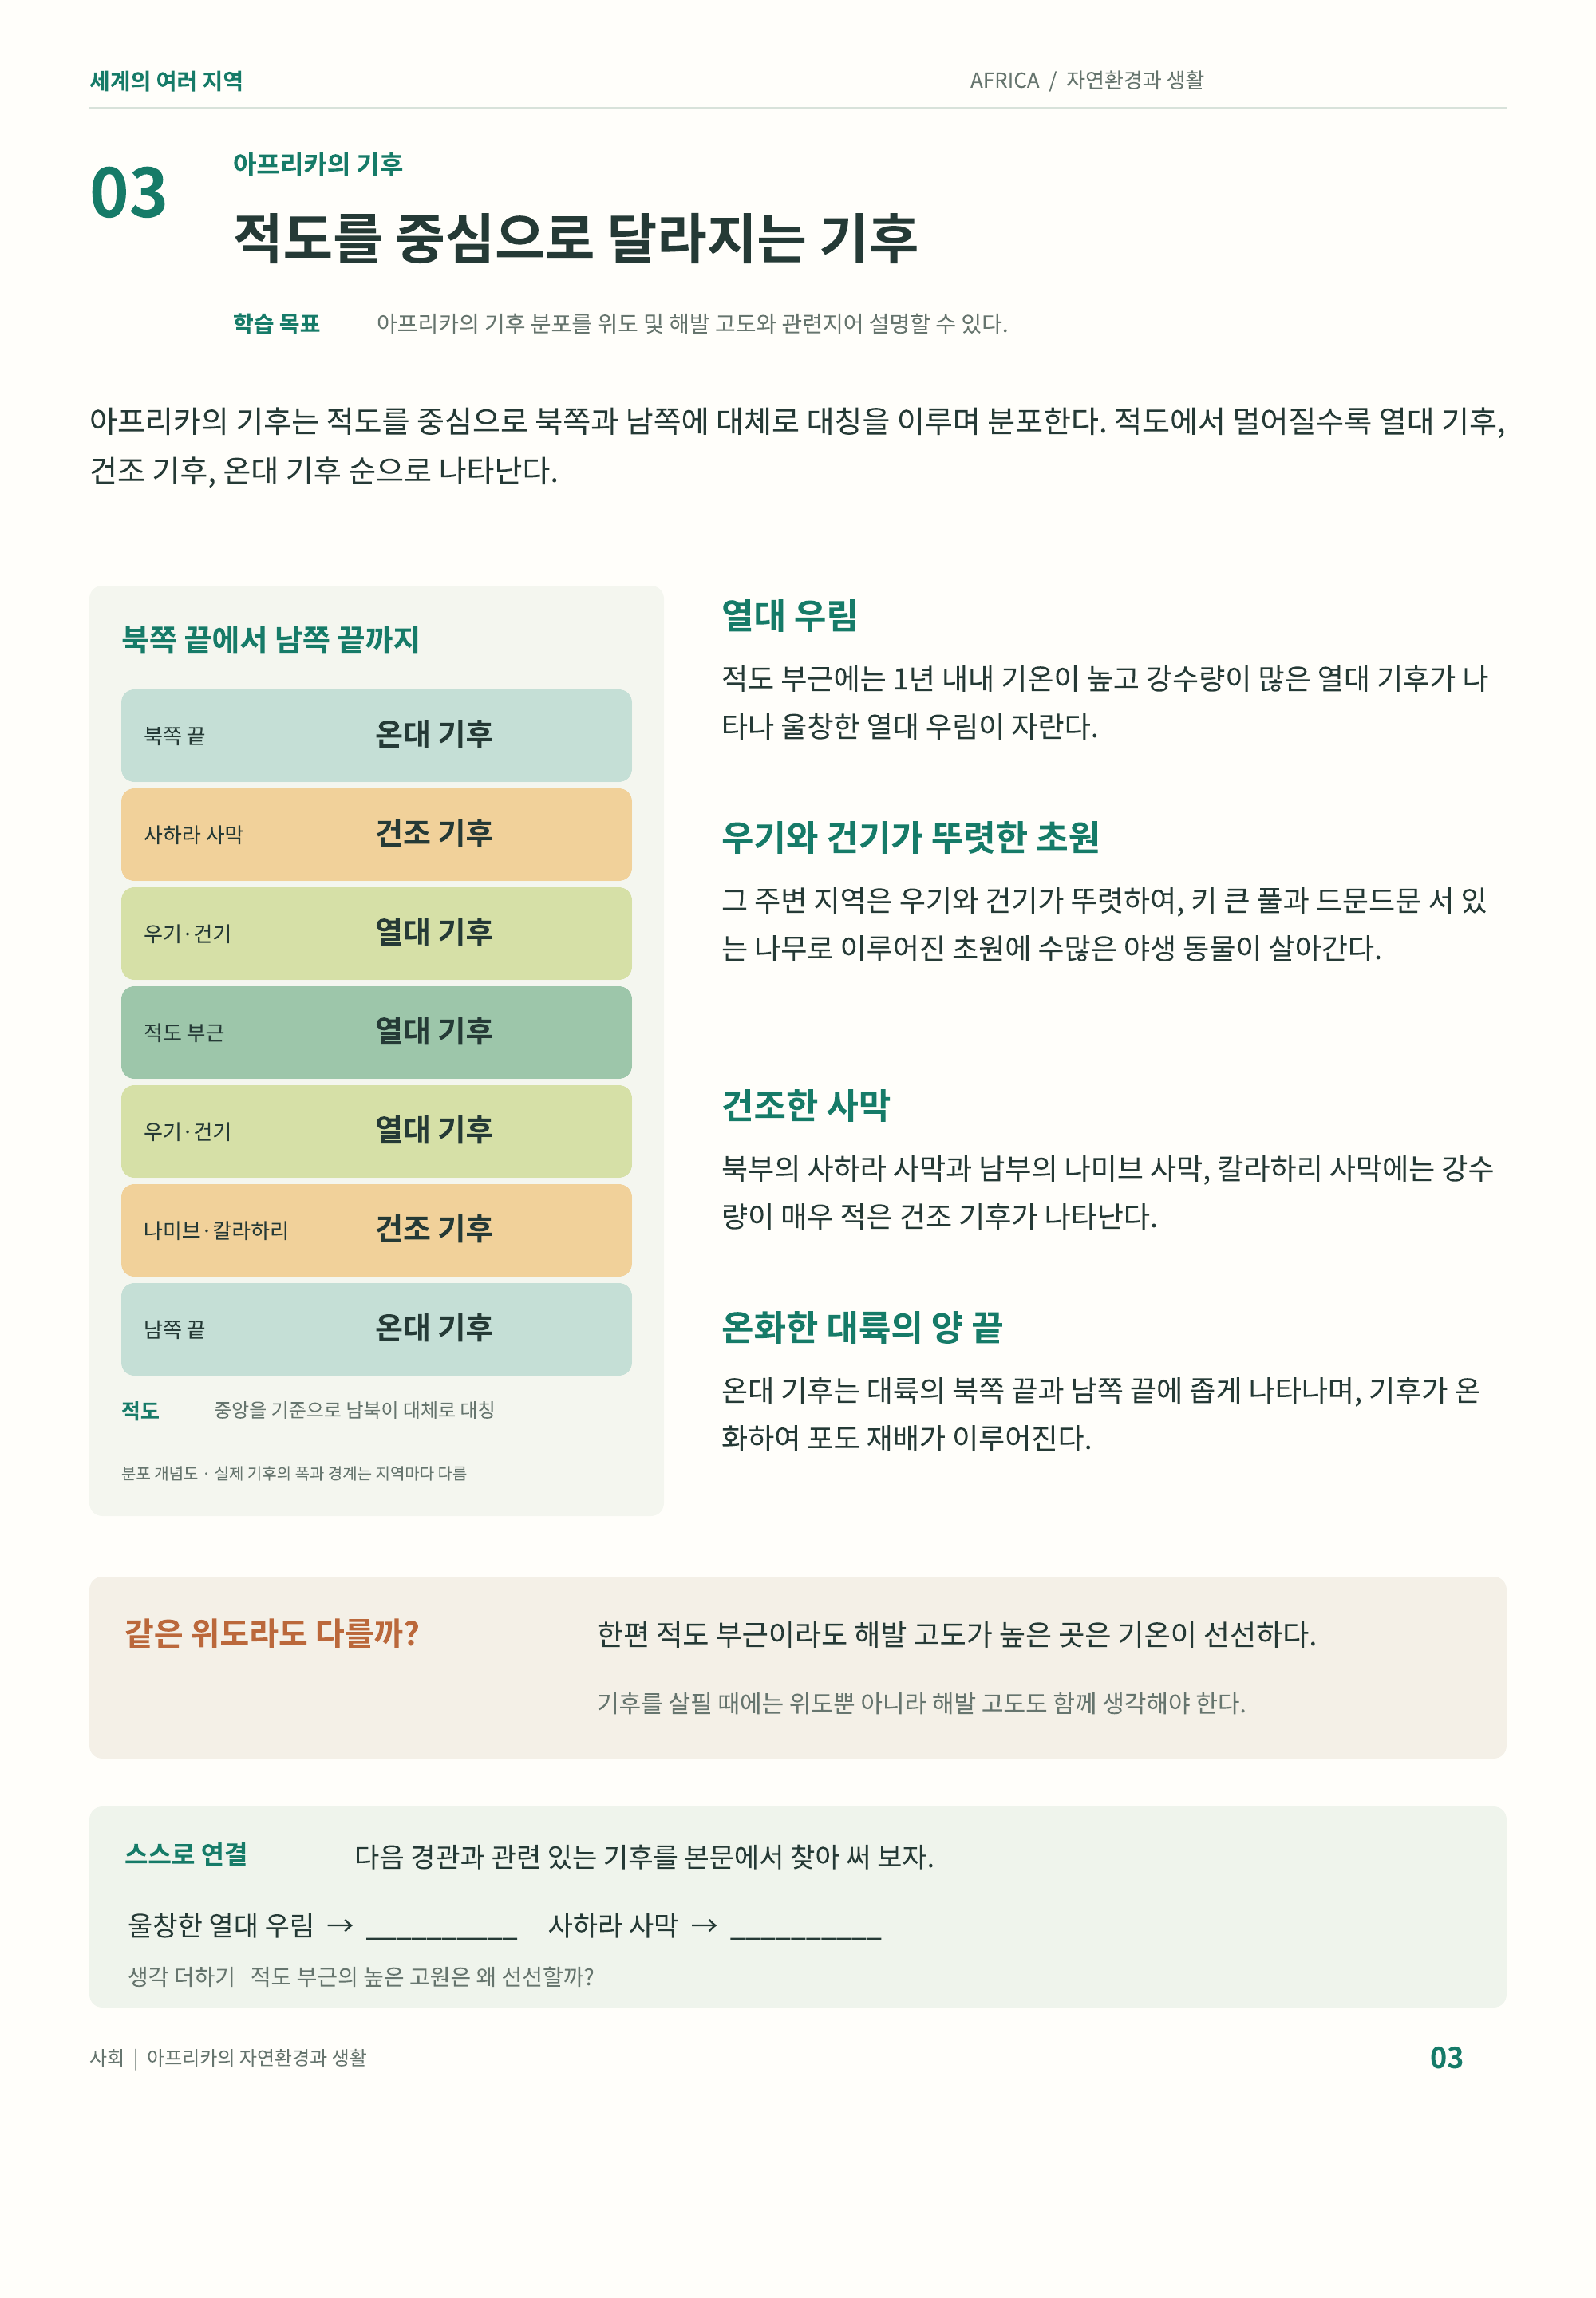 세계의 여러 지역
AFRICA / 자연환경과 생활
03
아프리카의 기후
적도를 중심으로 달라지는 기후
학습 목표 아프리카의 기후 분포를 위도 및 해발 고도와 관련지어 설명할 수 있다.
아프리카의 기후는 적도를 중심으로 북쪽과 남쪽에 대체로 대칭을 이루며 분포한다. 적도에서 멀어질수록 열대 기후,
건조 기후, 온대 기후 순으로 나타난다.
북쪽 끝에서 남쪽 끝까지
북쪽 끝 온대 기후
사하라 사막 건조 기후
우기·건기 열대 기후
적도 부근 열대 기후
우기·건기 열대 기후
나미브·칼라하리 건조 기후
남쪽 끝 온대 기후
적도 중앙을 기준으로 남북이 대체로 대칭
분포 개념도 · 실제 기후의 폭과 경계는 지역마다 다름
열대 우림
적도 부근에는 1년 내내 기온이 높고 강수량이 많은 열대 기후가 나
타나 울창한 열대 우림이 자란다.
우기와 건기가 뚜렷한 초원
그 주변 지역은 우기와 건기가 뚜렷하여, 키 큰 풀과 드문드문 서 있
는 나무로 이루어진 초원에 수많은 야생 동물이 살아간다.
건조한 사막
북부의 사하라 사막과 남부의 나미브 사막, 칼라하리 사막에는 강수
량이 매우 적은 건조 기후가 나타난다.
온화한 대륙의 양 끝
온대 기후는 대륙의 북쪽 끝과 남쪽 끝에 좁게 나타나며, 기후가 온
화하여 포도 재배가 이루어진다.
같은 위도라도 다를까?
한편 적도 부근이라도 해발 고도가 높은 곳은 기온이 선선하다.
기후를 살필 때에는 위도뿐 아니라 해발 고도도 함께 생각해야 한다.
스스로 연결 다음 경관과 관련 있는 기후를 본문에서 찾아 써 보자.
울창한 열대 우림 → __________ 사하라 사막 → __________
생각 더하기 적도 부근의 높은 고원은 왜 선선할까?
사회 | 아프리카의 자연환경과 생활
03